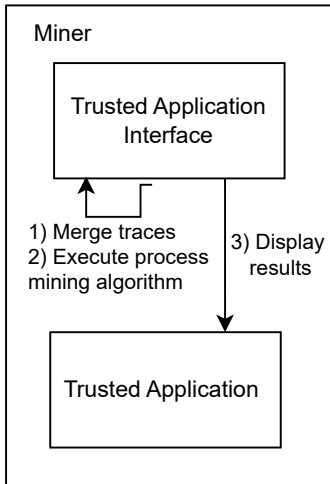 Miner
Trusted Application
Interface
1) Merge traces
2) Execute process
mining algorithm
3) Display
results
Trusted Application